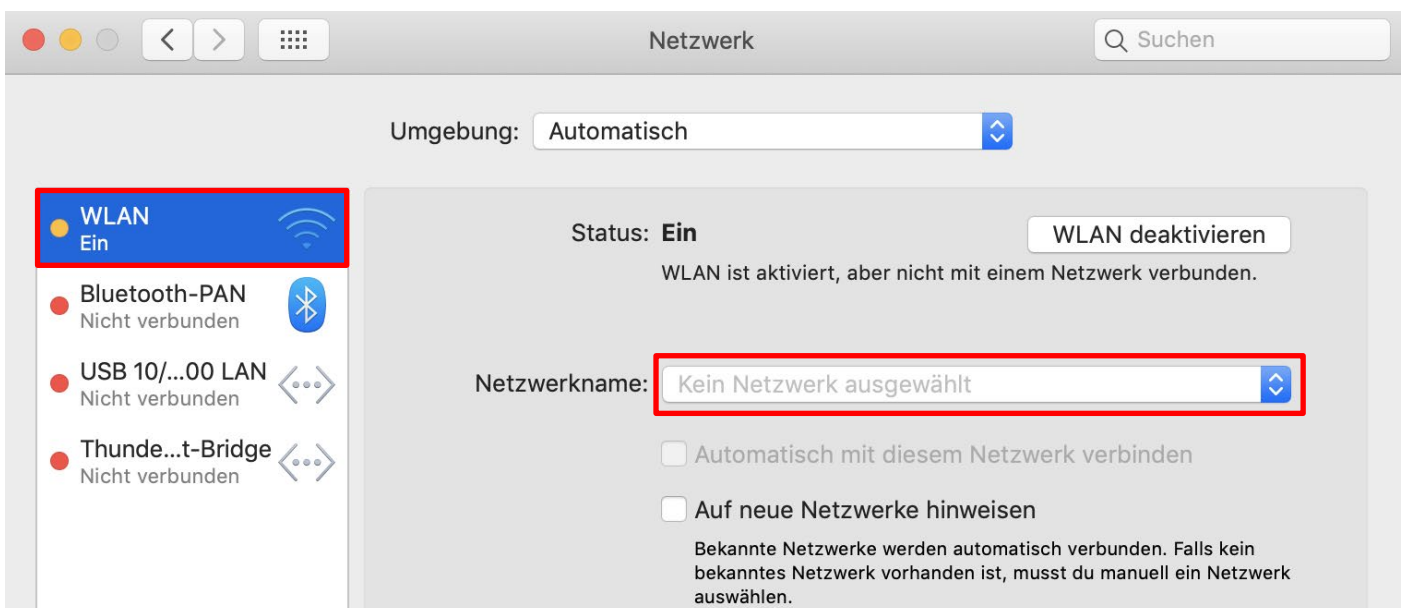 Netzwerk
Suchen
Umgebung: Automatisch
WLAN
Ein
Bluetooth-PAN
Nicht verbunden
USB 10/...00 LAN
Nicht verbunden
Thunde...t-Bridge
Nicht verbunden
Status: Ein
WLAN deaktivieren
WLAN ist aktiviert, aber nicht mit einem Netzwerk verbunden.
Netzwerkname: Kein Netzwerk ausgewählt
Automatisch mit diesem Netzwerk verbinden
Auf neue Netzwerke hinweisen
Bekannte Netzwerke werden automatisch verbunden. Falls kein
bekanntes Netzwerk vorhanden ist, musst du manuell ein Netzwerk
auswählen.